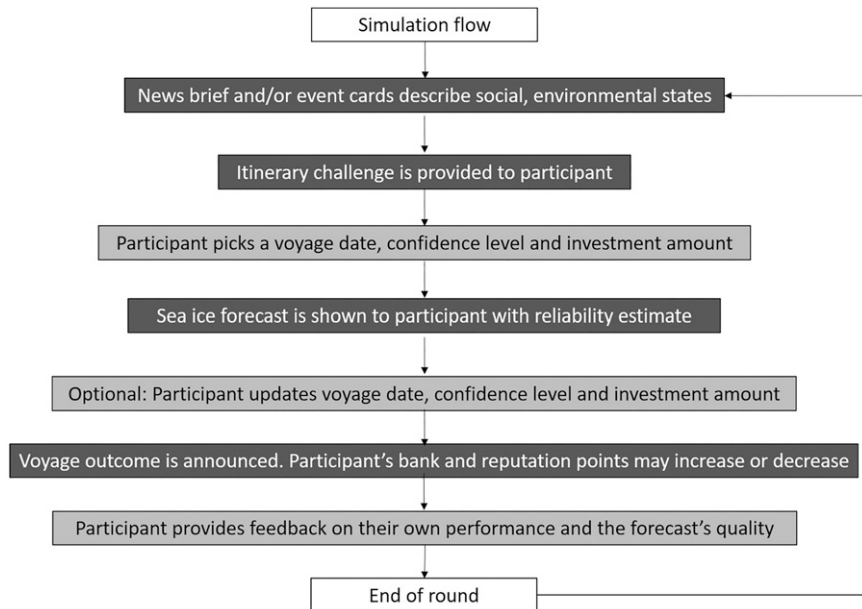 Simulation flow
News brief and/or event cards describe social, environmental states
Itinerary challenge is provided to participant
Participant picks a voyage date, confidence level and investment amount
Sea ice forecast is shown to participant with reliability estimate
Optional: Participant updates voyage date, confidence level and investment amount
Voyage outcome is announced. Participant’s bank and reputation points may increase or decrease
Participant provides feedback on their own performance and the forecast’s quality
End of round